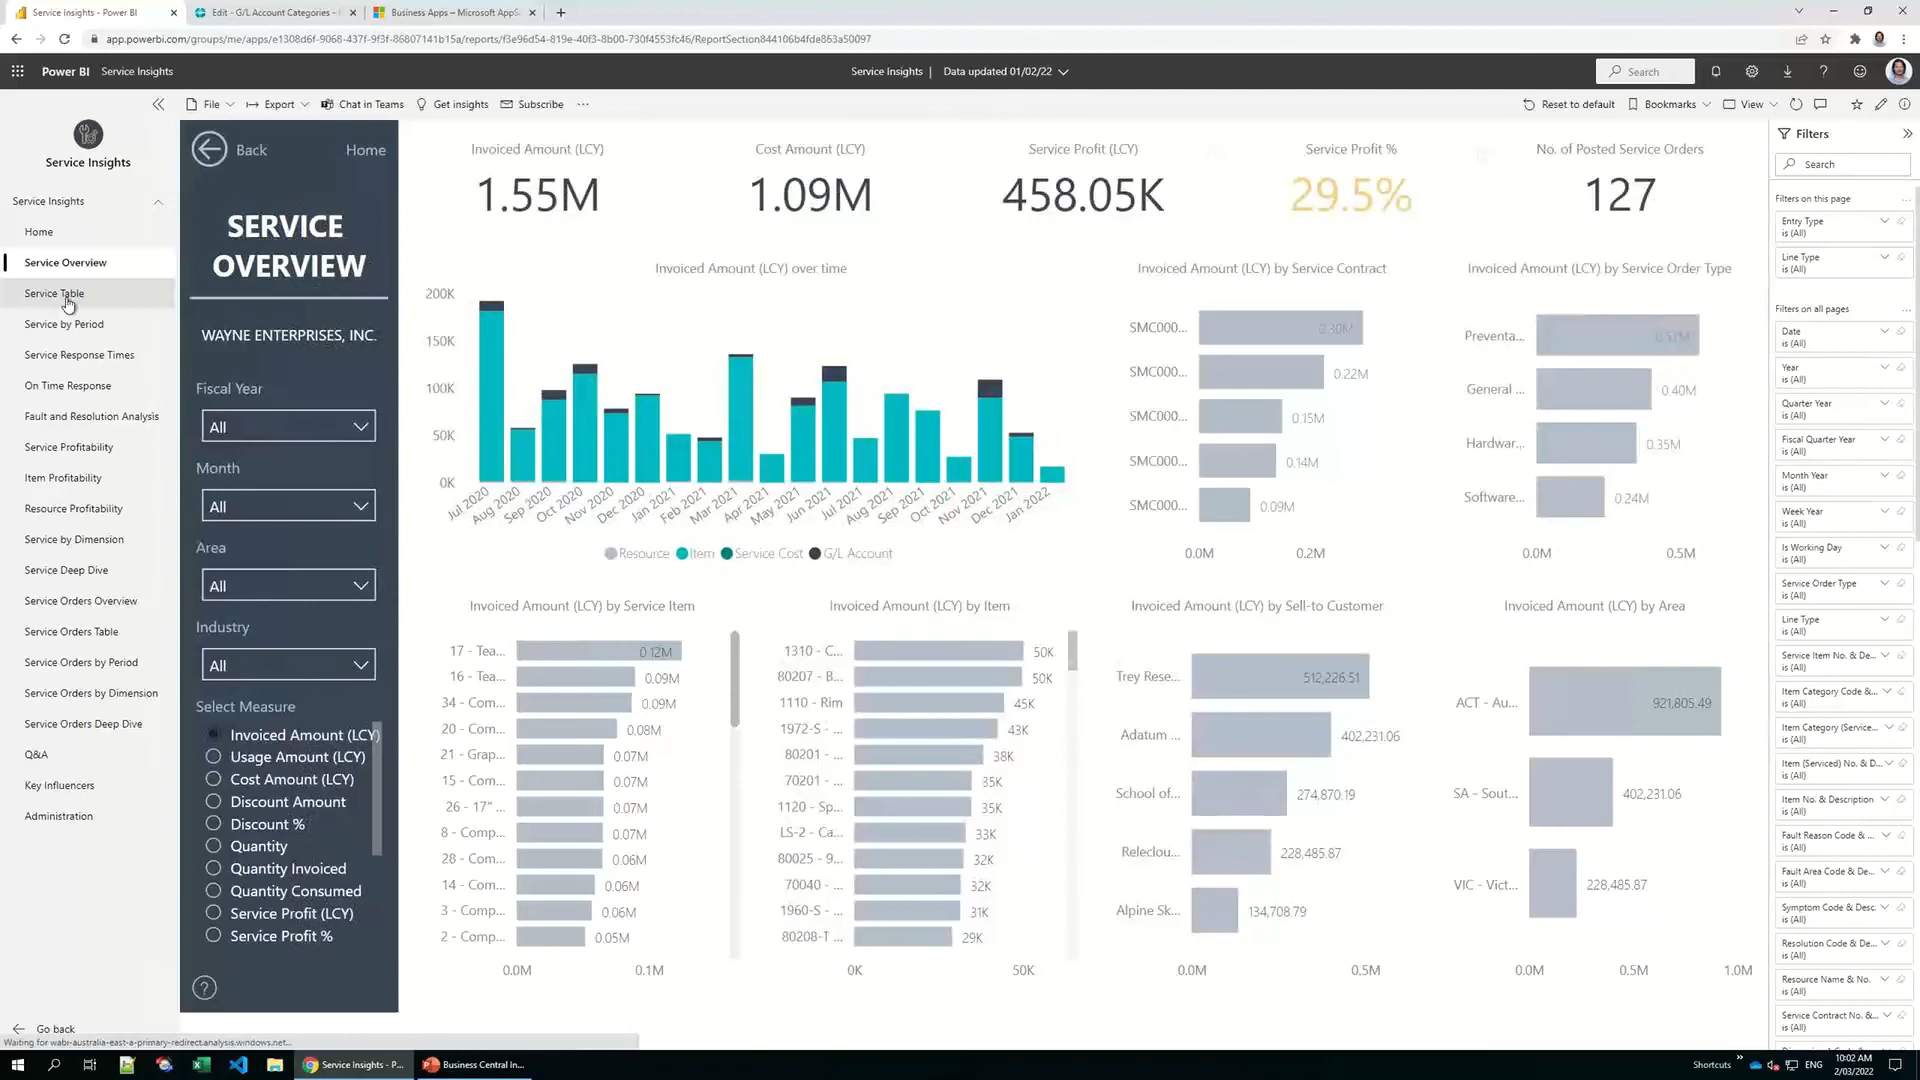 Service Insights - Power BI
Edit - G/L Account Categories -
Business Apps – Microsoft AppS
app.powerbi.com/groups/me/apps/e1308d6f-9068-437f-9f3f-86807141b15a/reports/f3e96d54-819e-40f3-8b00-730f4553fc46/ReportSection844106b4fde863a50097
Power BI Service Insights
Service Insights | Data updated 01/02/22
Search
File Export Chat in Teams Get insights Subscribe ...
Reset to default Bookmarks View
Service Insights
Service Insights
Home
Service Overview
Service Table
Service by Period
Service Response Times
On Time Response
Fault and Resolution Analysis
Service Profitability
Item Profitability
Resource Profitability
Service by Dimension
Service Deep Dive
Service Orders Overview
Service Orders Table
Service Orders by Period
Service Orders by Dimension
Service Orders Deep Dive
Q&A
Key Influencers
Administration
Go back
Back Home
SERVICE
OVERVIEW
WAYNE ENTERPRISES, INC.
Fiscal Year
All
Month
All
Area
All
Industry
All
Select Measure
Invoiced Amount (LCY)
Usage Amount (LCY)
Cost Amount (LCY)
Discount Amount
Discount %
Quantity
Quantity Invoiced
Quantity Consumed
Service Profit (LCY)
Service Profit %
?
Invoiced Amount (LCY)
1.55M
Cost Amount (LCY)
1.09M
Service Profit (LCY)
458.05K
Service Profit %
29.5%
No. of Posted Service Orders
127
Invoiced Amount (LCY) over time
200K
150K
100K
50K
0K
Jul 2020 Aug 2020 Sep 2020 Oct 2020 Nov 2020 Dec 2020 Jan 2021 Feb 2021 Mar 2021 Apr 2021 May 2021 Jun 2021 Jul 2021 Aug 2021 Sep 2021 Oct 2021 Nov 2021 Dec 2021 Jan 2022
Resource Item Service Cost G/L Account
Invoiced Amount (LCY) by Service Contract
SMC000... 0.30M
SMC000... 0.22M
SMC000... 0.15M
SMC000... 0.14M
SMC000... 0.09M
0.0M 0.2M
Invoiced Amount (LCY) by Service Order Type
Preventa...
General ... 0.40M
Hardwar... 0.35M
Software... 0.24M
0.0M 0.5M
Invoiced Amount (LCY) by Service Item
17 - Tea... 0.12M
16 - Tea... 0.09M
34 - Com... 0.09M
20 - Com... 0.08M
21 - Grap... 0.07M
15 - Com... 0.07M
26 - 17" ... 0.07M
8 - Comp... 0.07M
28 - Com... 0.06M
14 - Com... 0.06M
3 - Comp... 0.06M
2 - Comp... 0.05M
0.0M 0.1M
Invoiced Amount (LCY) by Item
1310 - C... 50K
80207 - B... 50K
1110 - Rim 45K
1972-S - ... 43K
80201 - ... 38K
70201 - ... 35K
1120 - Sp... 35K
LS-2 - Ca... 33K
80025 - 9... 32K
70040 - ... 32K
1960-S - ... 31K
80208-T ... 29K
0K 50K
Invoiced Amount (LCY) by Sell-to Customer
Trey Rese... 512,226.51
Adatum ... 402,231.06
School of... 274,870.19
Relecloud... 228,485.87
Alpine Sk... 134,708.79
0.0M 0.5M
Invoiced Amount (LCY) by Area
ACT - Au... 921,805.49
SA - Sout... 402,231.06
VIC - Vict... 228,485.87
0.0M 0.5M 1.0M
Filters
Search
Filters on this page ...
Entry Type
is (All)
Line Type
is (All)
Filters on all pages ...
Date
is (All)
Year
is (All)
Quarter Year
is (All)
Fiscal Quarter Year
is (All)
Month Year
is (All)
Week Year
is (All)
Is Working Day
is (All)
Service Order Type
is (All)
Line Type
is (All)
Service Item No. & De...
is (All)
Item Category Code &...
is (All)
Item Category (Service...
is (All)
Item (Serviced) No. & D...
is (All)
Item No. & Description
is (All)
Fault Reason Code & ...
is (All)
Fault Area Code & De...
is (All)
Symptom Code & Desc.
is (All)
Resolution Code & De...
is (All)
Resource Name & No.
is (All)
Service Contract No. &...
is (All)
Waiting for wabi-australia-east-a-primary-redirect.analysis.windows.net...
Service Insights - P...
Business Central In...
Shortcuts
ENG
10:02 AM
2/03/2022